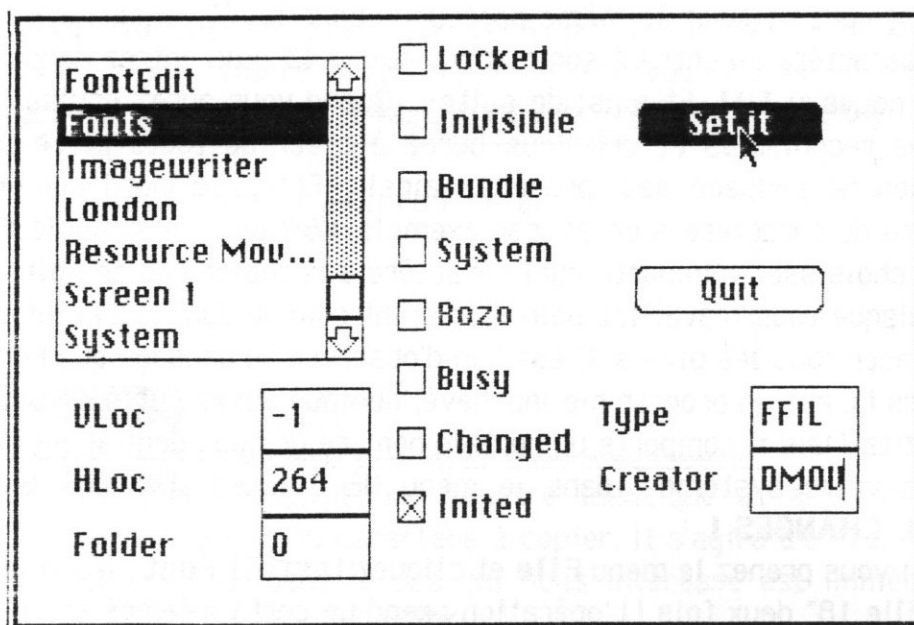 FontEdit
Fonts
Imagewriter
London
Resource Mov...
Screen 1
System
Locked
Invisible
Bundle
System
Bozo
Busy
Changed
Inited
Set it
Quit
VLoc -1
HLoc 264
Folder 0
Type FFIL
Creator DMOV